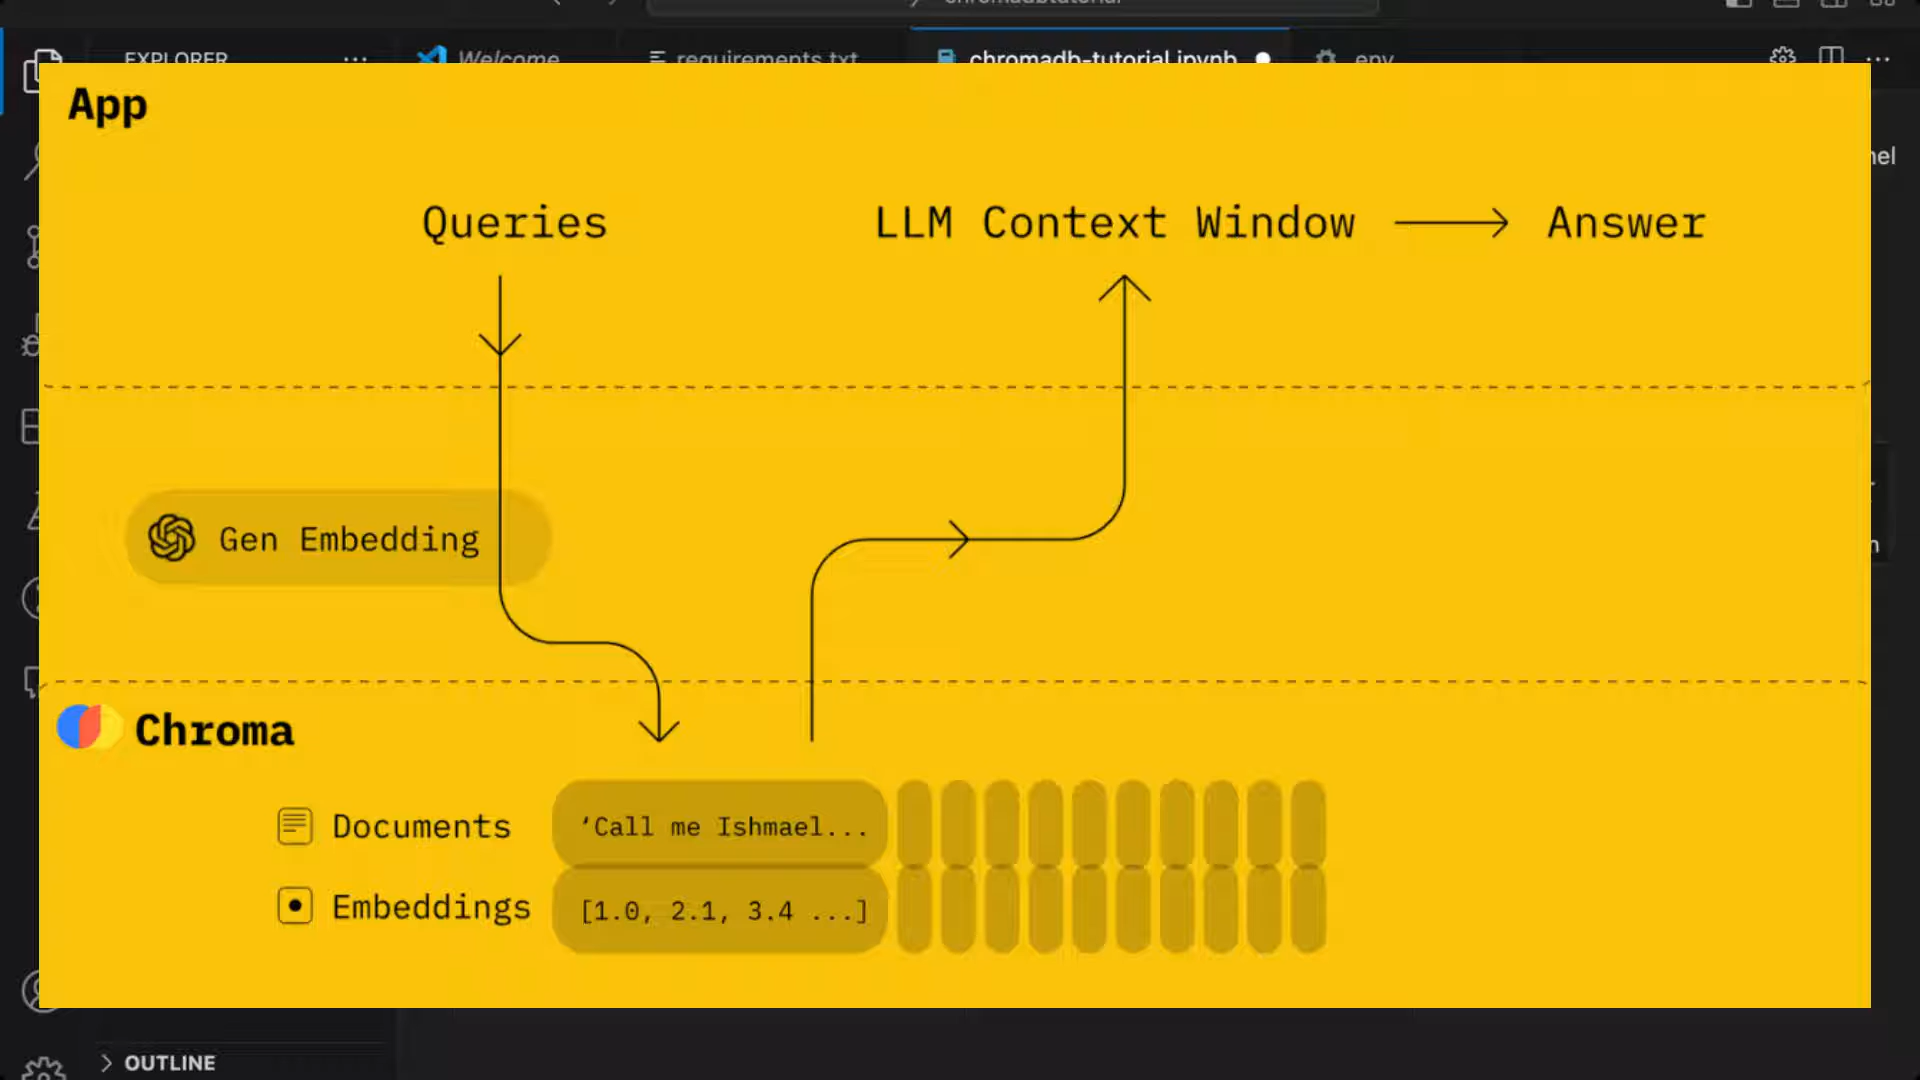 chromadbtutorial
EXPLORER
Welcome
requirements.txt
chromadb-tutorial.ipynb
env
App
Queries
LLM Context Window
Answer
Gen Embedding
Chroma
Documents
‘Call me Ishmael...
Embeddings
[1.0, 2.1, 3.4 ...]
OUTLINE